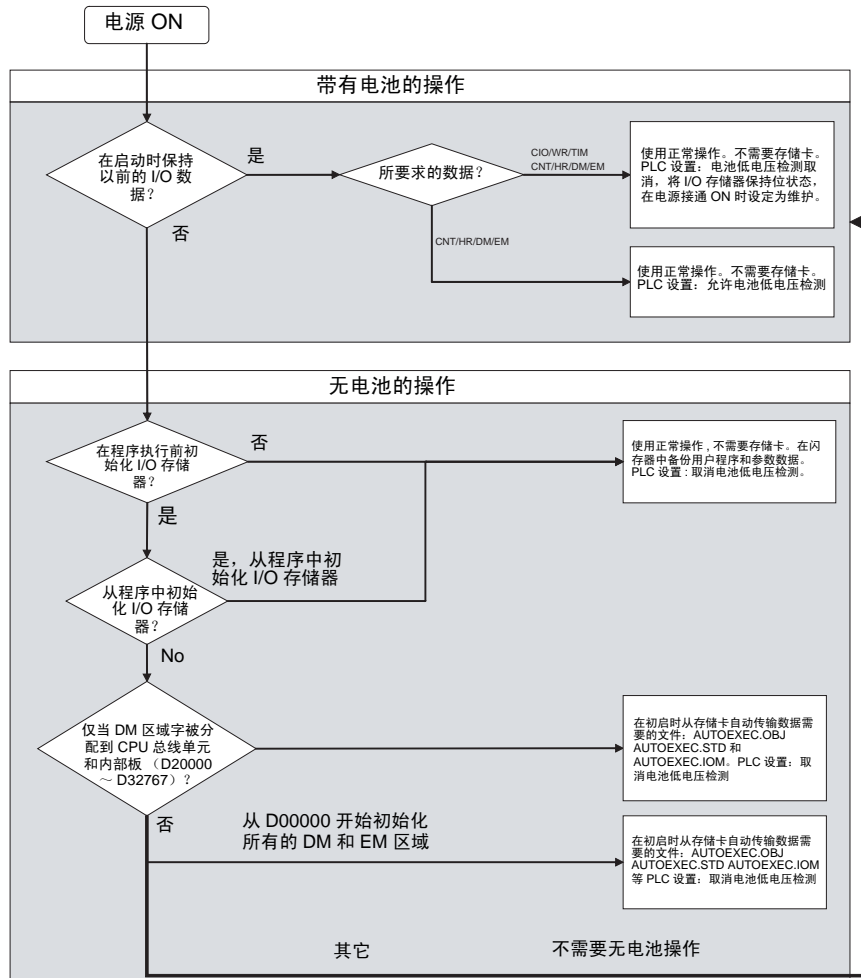 电源 ON
带有电池的操作
在启动时保持
以前的 I/O 数
据？
是
否
所要求的数据？
CIO/WR/TIM
CNT/HR/DM/EM
CNT/HR/DM/EM
使用正常操作。不需要存储卡。
PLC 设置：电池低电压检测取
消，将 I/O 存储器保持位状态，
在电源接通 ON 时设定为维护。
使用正常操作。不需要存储卡。
PLC 设置：允许电池低电压检测
无电池的操作
在程序执行前初
始化 I/O 存储
器？
否
是
使用正常操作 , 不需要存储卡。在闪
存器中备份用户程序和参数数据。
PLC 设置 : 取消电池低电压检测。
从程序中初始
化 I/O 存储
器？
是，从程序中初
始化 I/O 存储器
No
仅当 DM 区域字被分
配到 CPU 总线单元
和内部板 （D20000
～ D32767）？
在初启时从存储卡自动传输数据需
要的文件：AUTOEXEC.OBJ
AUTOEXEC.STD 和
AUTOEXEC.IOM。PLC 设置：取
消电池低电压检测
否
从 D00000 开始初始化
所有的 DM 和 EM 区域
在初启时从存储卡自动传输数据需
要的文件：AUTOEXEC.OBJ
AUTOEXEC.STD AUTOEXEC.IOM
等 PLC 设置：取消电池低电压检测
其它
不需要无电池操作